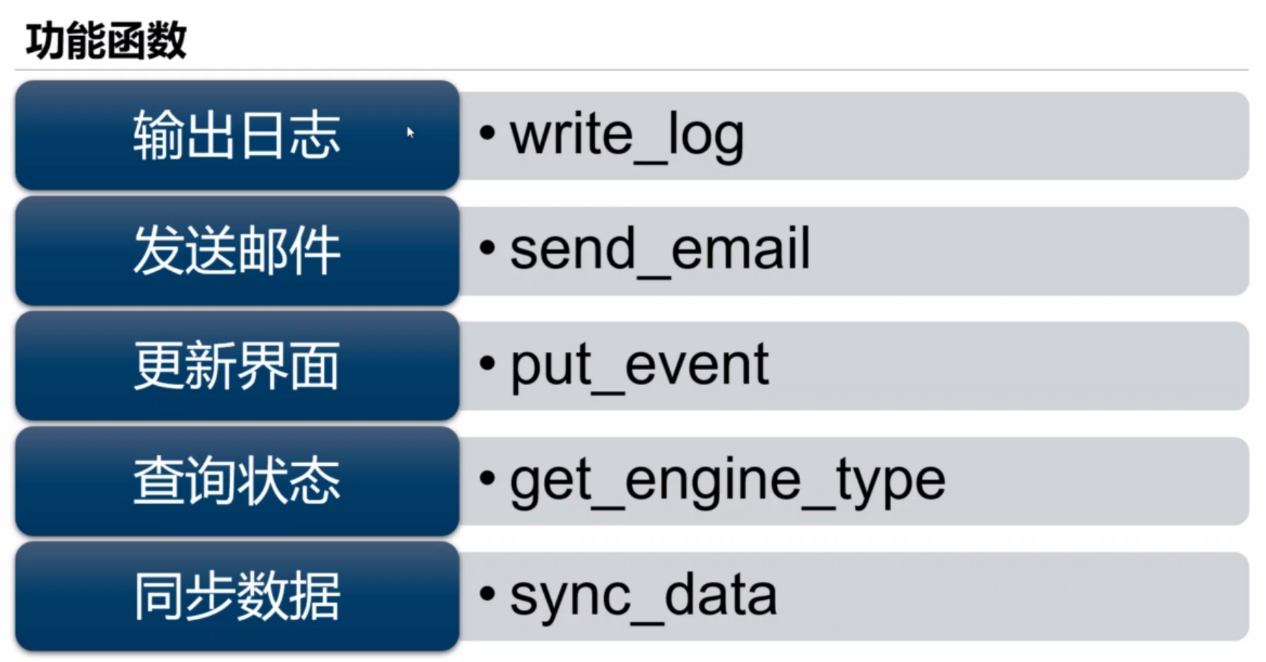 功能函数
输出日志
• write_log
发送邮件
• send_email
更新界面
• put_event
查询状态
• get_engine_type
同步数据
• sync_data